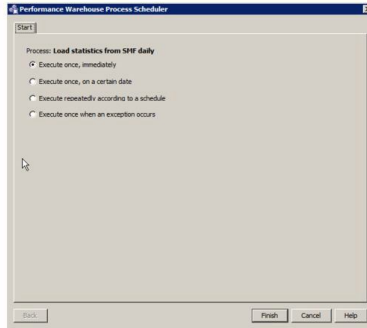 Performance Warehouse Process Scheduler
Start
Process: Load statistics from SMF daily
Execute once, immediately
Execute once, on a certain date
Execute repeatedly according to a schedule
Execute once when an exception occurs
Back
Finish
Cancel
Help